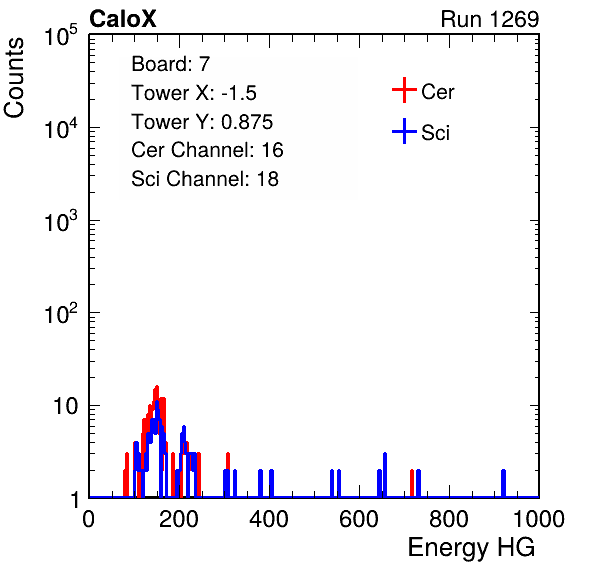 CaloX Run 1269
Counts
Board: 7
Tower X: -1.5
Tower Y: 0.875
Cer Channel: 16
Sci Channel: 18
Cer
Sci
10^5
10^4
10^3
10^2
10
1
0 200 400 600 800 1000
Energy HG